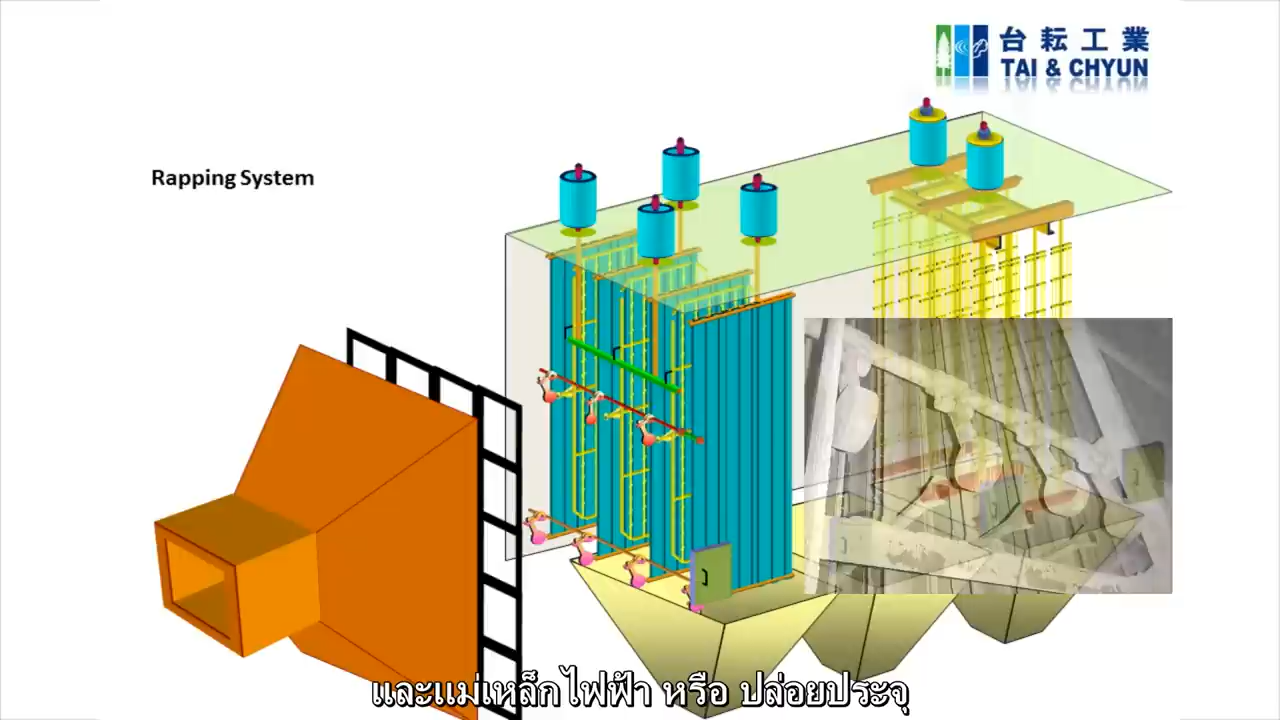 台耘工業
TAI & CHYUN
Rapping System
และแม่เหล็กไฟฟ้า หรือ ปล่อยประจุ